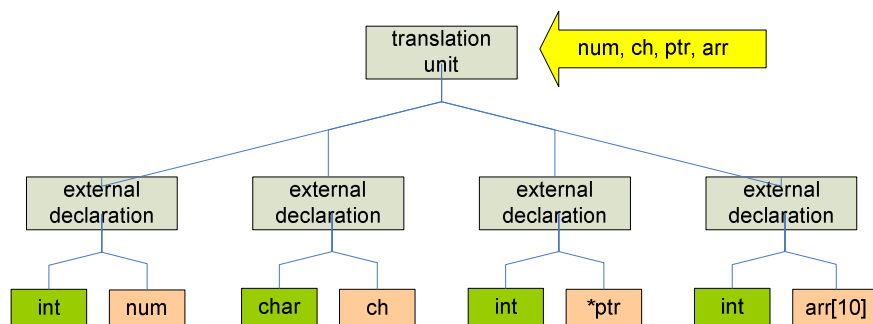 translation
unit
num, ch, ptr, arr
external
declaration
external
declaration
external
declaration
external
declaration
int
num
char
ch
int
*ptr
int
arr[10]